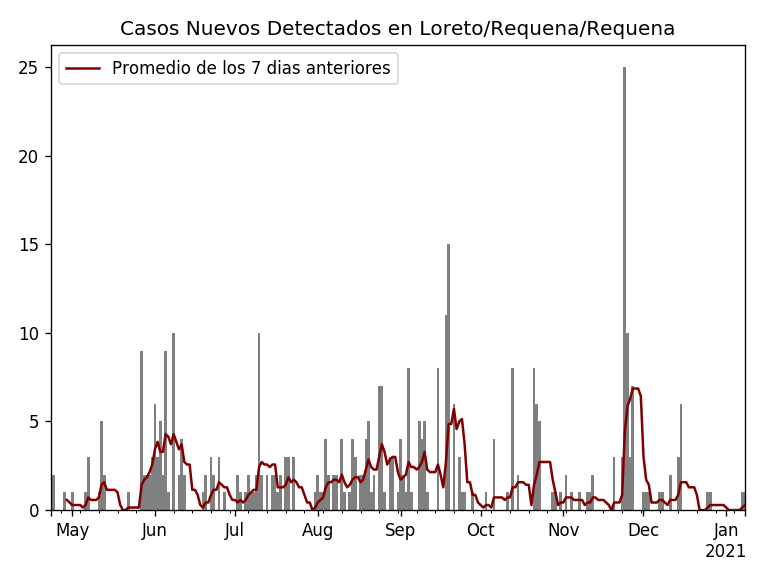 Casos Nuevos Detectados en Loreto/Requena/Requena
Promedio de los 7 dias anteriores
25
20
15
10
5
0
May Jun Jul Aug Sep Oct Nov Dec Jan
2021